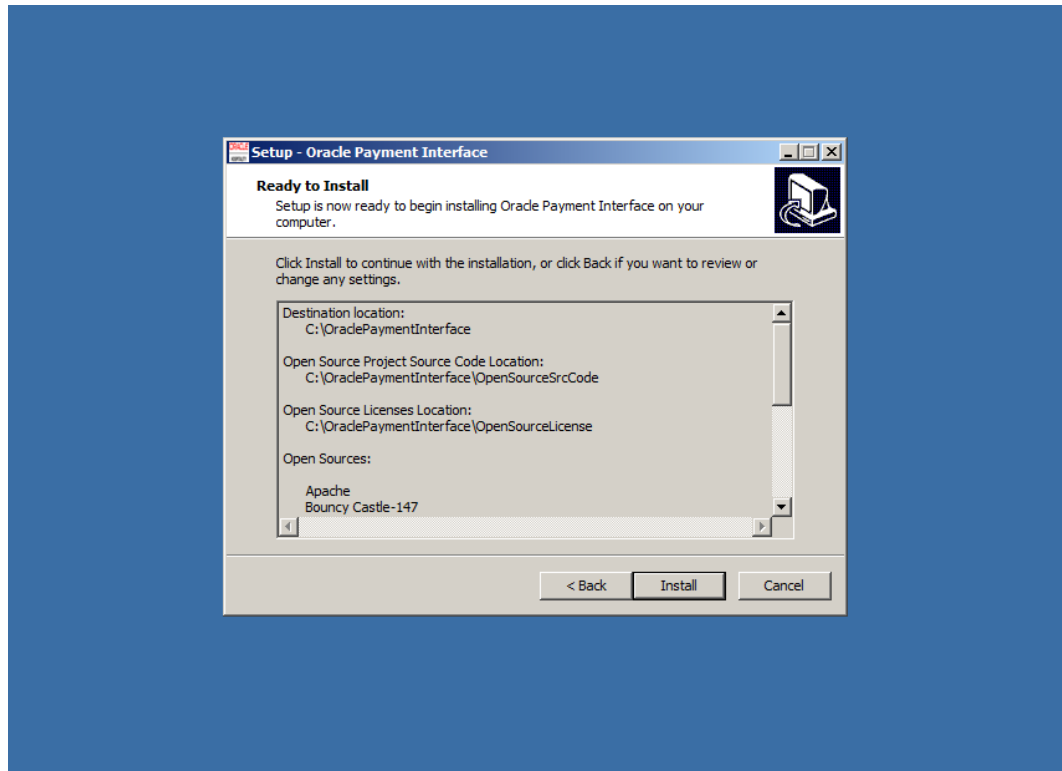 Setup - Oracle Payment Interface
Ready to Install
Setup is now ready to begin installing Oracle Payment Interface on your
computer.
Click Install to continue with the installation, or click Back if you want to review or
change any settings.
Destination location:
C:\OraclePaymentInterface
Open Source Project Source Code Location:
C:\OraclePaymentInterface\OpenSourceSrcCode
Open Source Licenses Location:
C:\OraclePaymentInterface\OpenSourceLicense
Open Sources:
Apache
Bouncy Castle-147
< Back
Install
Cancel